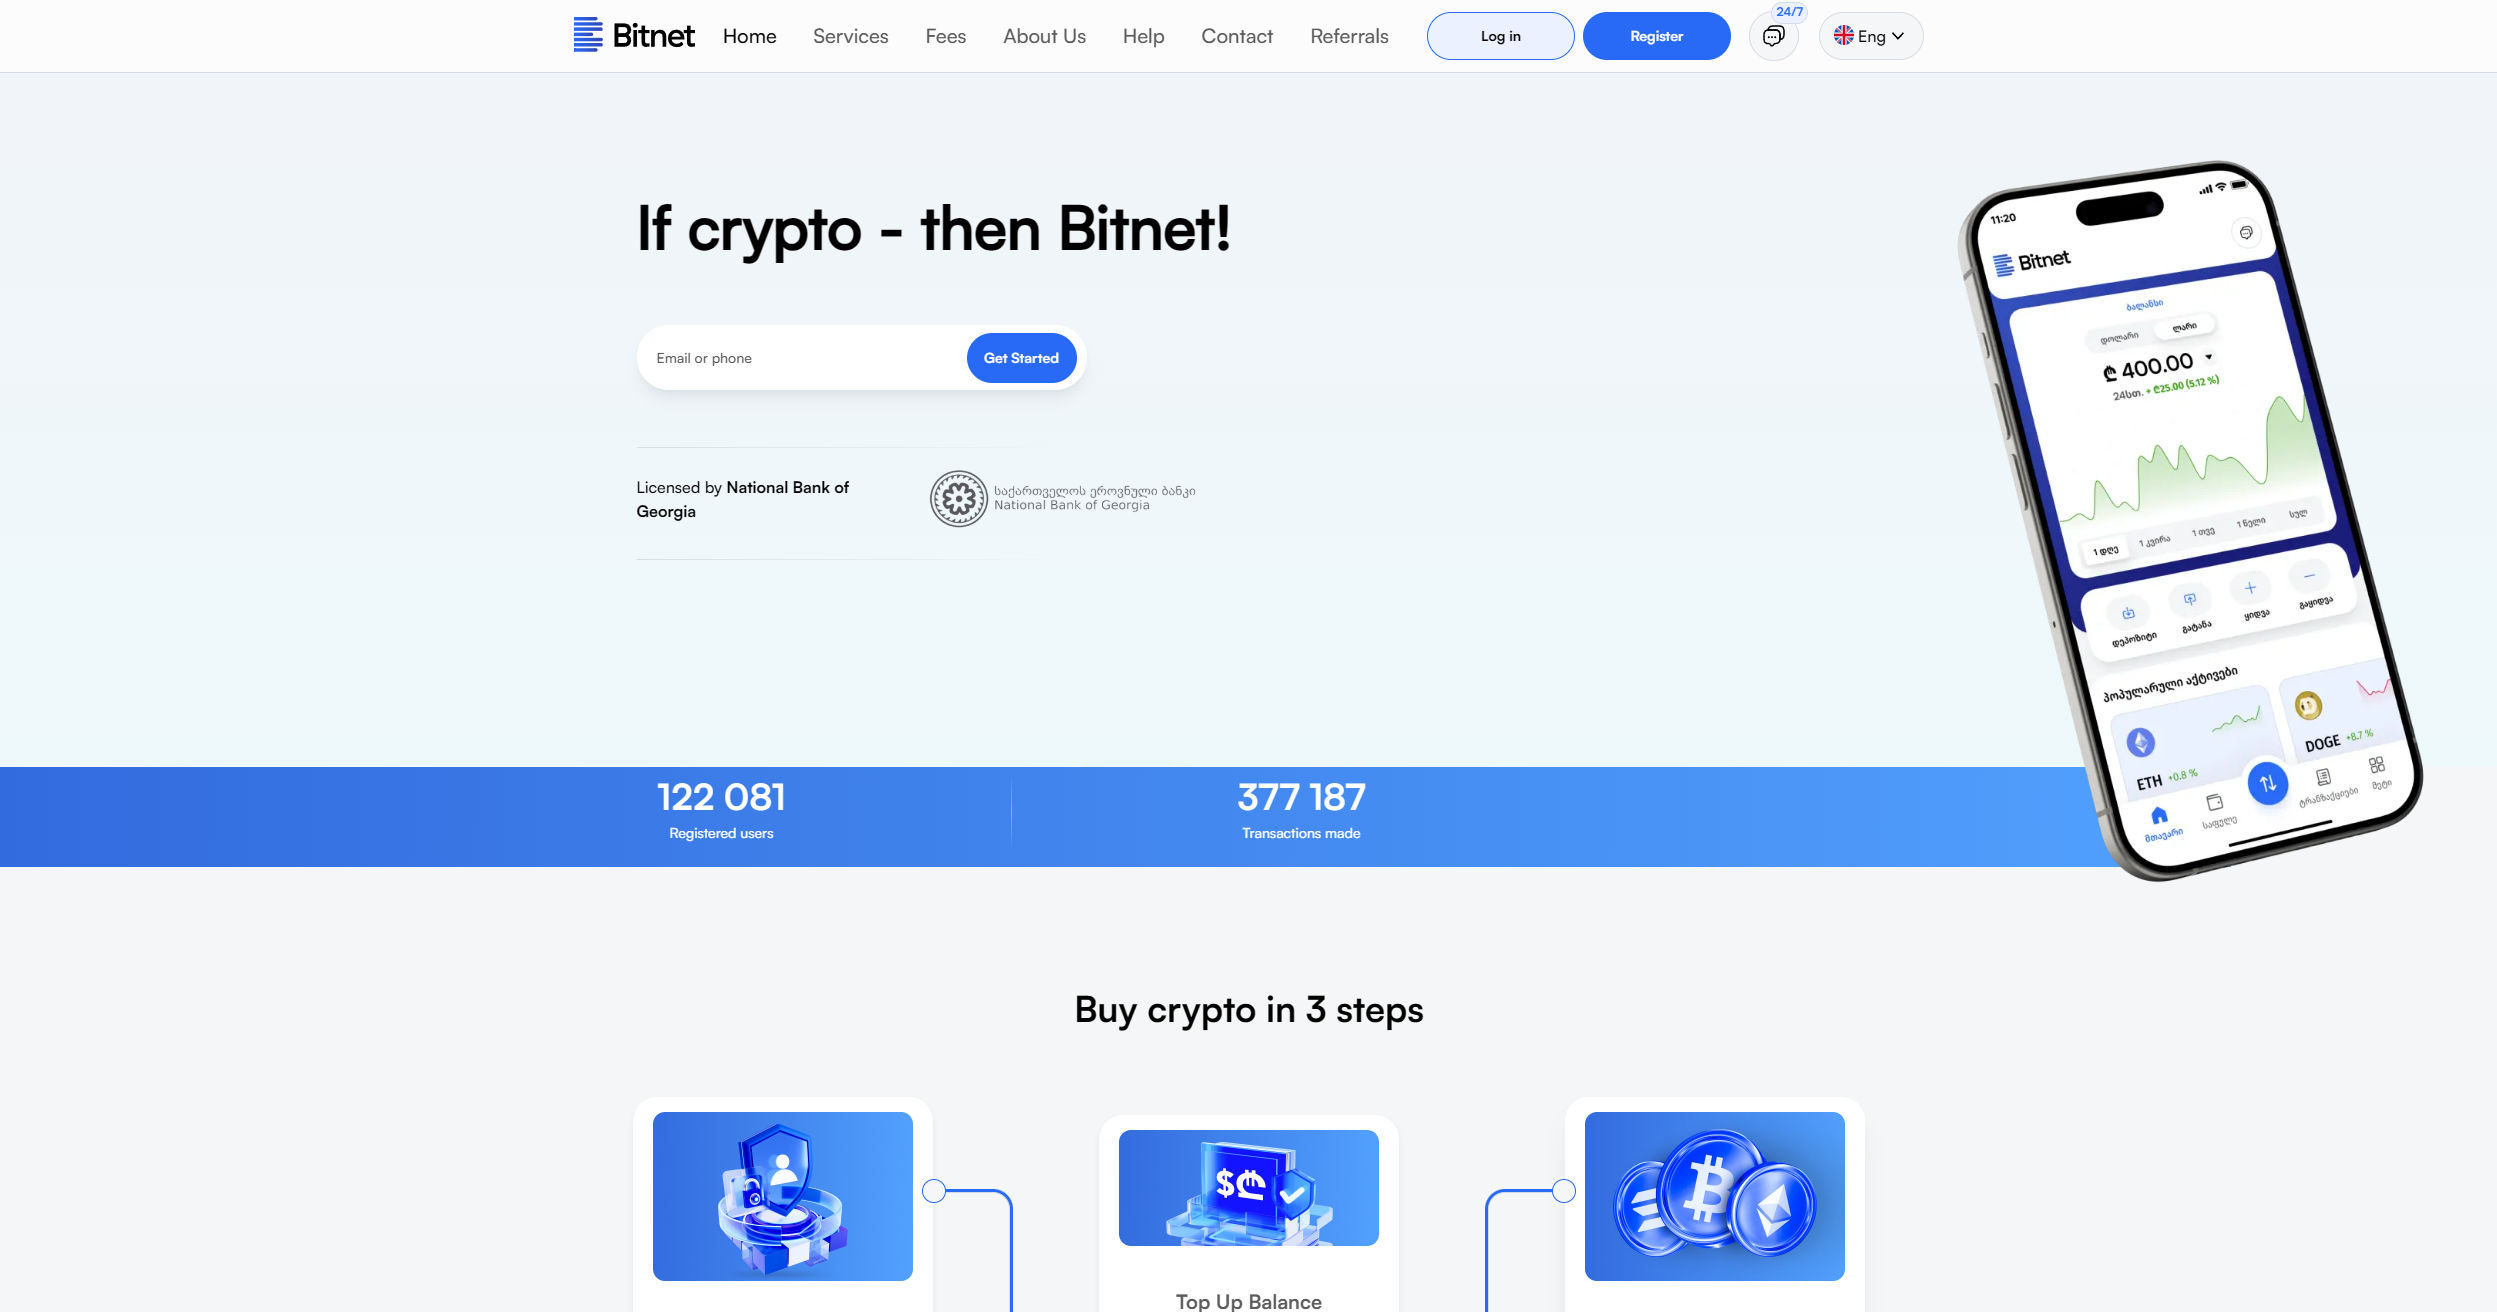 Bitnet
Home
Services
Fees
About Us
Help
Contact
Referrals
Log in
Register
24/7
Eng
If crypto - then Bitnet!
Email or phone
Get Started
Licensed by National Bank of
Georgia
საქართველოს ეროვნული ბანკი
National Bank of Georgia
11:20
Bitnet
ბალანსი
დოლარი
ლარი
₾ 400.00
24სთ. + ₾25.00 (5.12 %)
1 დღე
1 კვირა
1 თვე
1 წელი
სულ
დეპოზიტი
გატანა
ყიდვა
გაყიდვა
პოპულარული აქტივები
ETH +0.8 %
DOGE +8.7 %
მთავარი
საფულე
ტრანზაქციები
მეტი
122 081
Registered users
377 187
Transactions made
Buy crypto in 3 steps
$₾
Top Up Balance